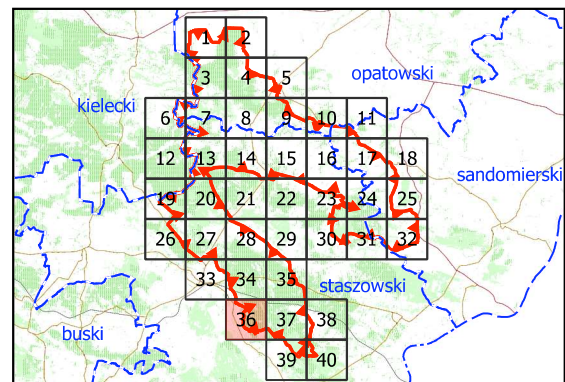 1 2
3 4 5
opatowski
kielecki
6 7 8 9 10 11
12 13 14 15 16 17 18
sandomierski
19 20 21 22 23 24 25
26 27 28 29 30 31 32
33 34 35
staszowski
36 37 38
buski
39 40